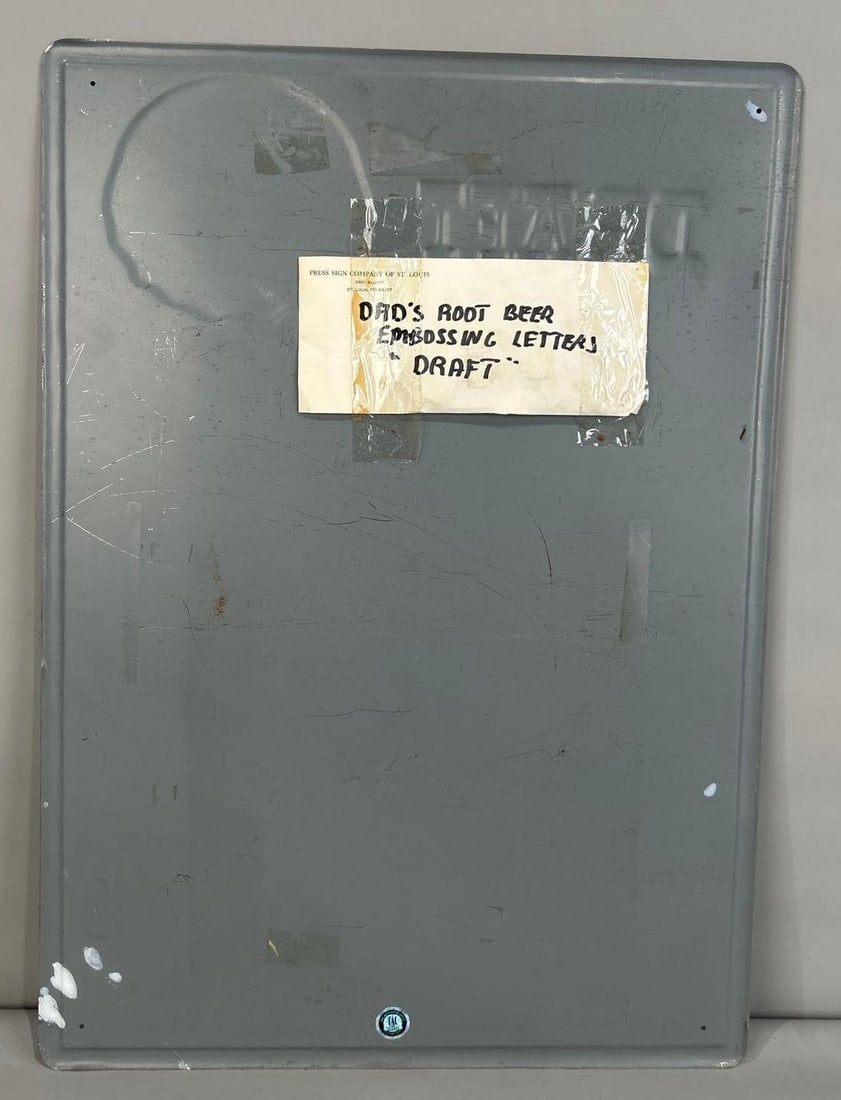 PRESS SIGN COMPANY OF ST. LOUIS
DAD'S ROOT BEER
EMBOSSING LETTERS
"DRAFT"